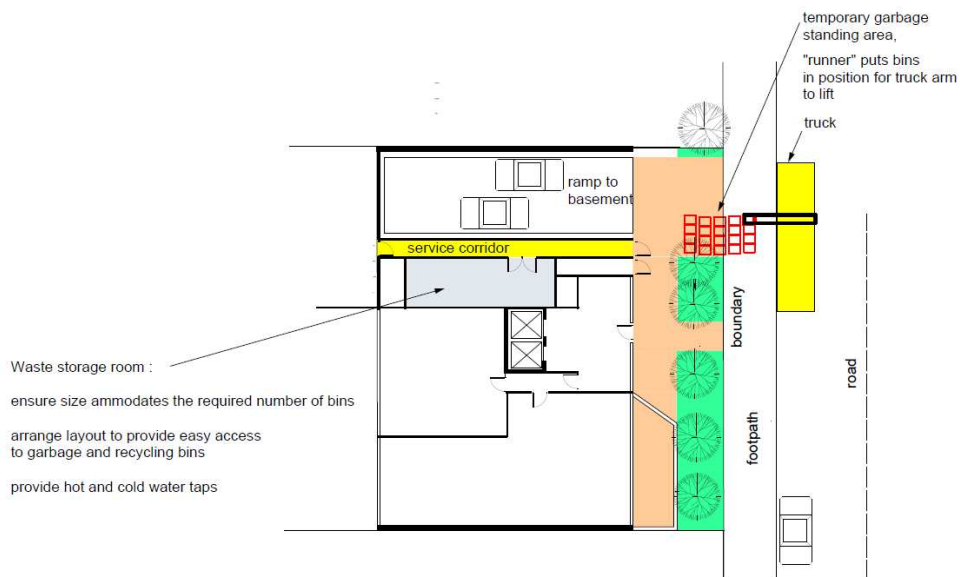 temporary garbage
standing area,
"runner" puts bins
in position for truck arm
to lift
truck
ramp to
basement
service corridor
boundary
road
footpath
Waste storage room :
ensure size ammodates the required number of bins
arrange layout to provide easy access
to garbage and recycling bins
provide hot and cold water taps